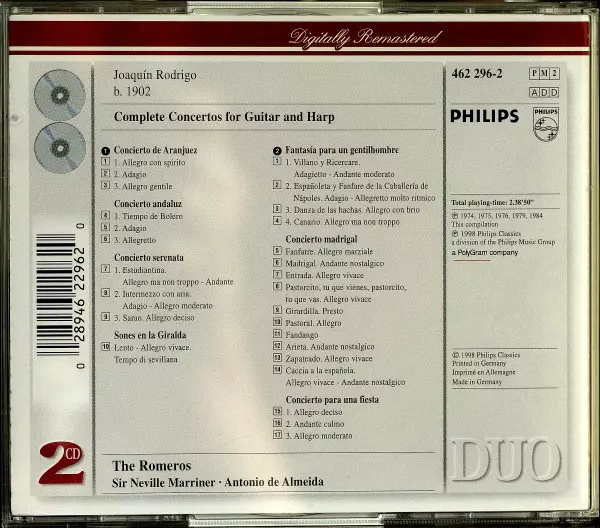 Digitally Remastered
Joaquín Rodrigo
b. 1902
Complete Concertos for Guitar and Harp
462 296-2
P M 2
A D D
PHILIPS
PHILIPS
1 Concierto de Aranjuez
1 1. Allegro con spirito
2 2. Adagio
3 3. Allegro gentile
Concierto andaluz
4 1. Tiempo de Bolero
5 2. Adagio
6 3. Allegretto
Concierto serenata
7 1. Estudiantina.
Allegro ma non troppo - Andante
8 2. Intermezzo con aria.
Adagio - Allegro moderato
9 3. Sarao. Allegro deciso
Sones en la Giralda
10 Lento - Allegro vivace.
Tempo di sevillana
2 Fantasía para un gentilhombre
1 1. Villano y Ricercare.
Adagietto - Andante moderato
2 2. Españoleta y Fanfare de la Caballería de
Nápoles. Adagio - Allegretto molto ritmico
3 3. Danza de las hachas. Allegro con brio
4 4. Canario. Allegro ma non troppo
Concierto madrigal
5 Fanfarre. Allegro marziale
6 Madrigal. Andante nostalgico
7 Entrada. Allegro vivace
8 Pastorcito, tu que vienes, pastorcito,
tu que vas. Allegro vivace
9 Girardilla. Presto
10 Pastoral. Allegro
11 Fandango
12 Arieta. Andante nostalgico
13 Zapateado. Allegro vivace
14 Caccia a la española.
Allegro vivace - Andante nostalgico
Concierto para una fiesta
15 1. Allegro deciso
16 2. Andante calmo
17 3. Allegro moderato
Total playing-time: 2.38'50"
℗ 1974, 1975, 1976, 1979, 1984
This compilation
℗ 1998 Philips Classics
a division of the Philips Music Group
a PolyGram company
© 1998 Philips Classics
Printed in Germany
Imprimé en Allemagne
Made in Germany
0 28946 22962 0
2 CD
The Romeros
Sir Neville Marriner · Antonio de Almeida
DUO